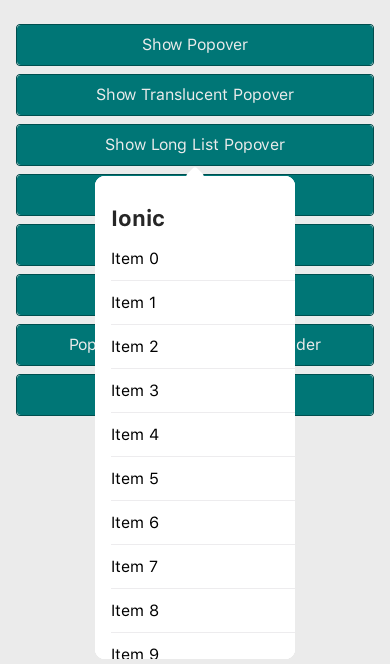 Show Popover
Show Translucent Popover
Show Long List Popover
Ionic
Item 0
Item 1
Item 2
Pop
der
Item 3
Item 4
Item 5
Item 6
Item 7
Item 8
Item 9